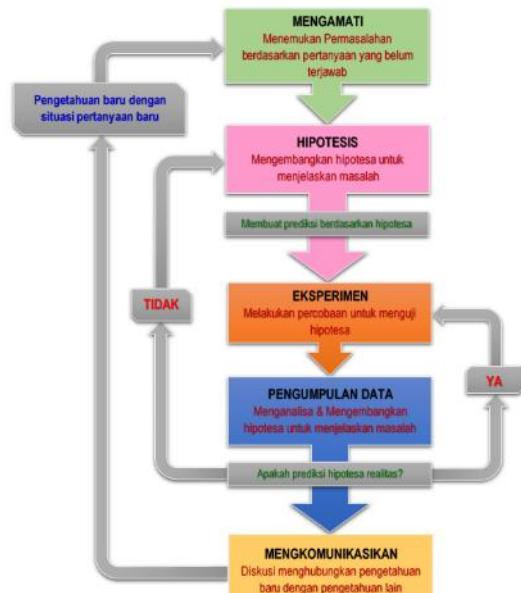 MENGAMATI
Menemukan Permasalahan
berdasarkan pertanyaan yang belum
terjawab
Pengetahuan baru dengan
situasi pertanyaan baru
HIPOTESIS
Mengembangkan hipotesa untuk
menjelaskan masalah
Membuat prediksi berdasarkan hipotesa
TIDAK
EKSPERIMEN
Melakukan percobaan untuk menguji
hipotesa
YA
PENGUMPULAN DATA
Menganalisa & Mengembangkan
hipotesa untuk menjelaskan masalah
Apakah prediksi hipotesa realitas?
MENGKOMUNIKASIKAN
Diskusi menghubungkan pengetahuan
baru dengan pengetahuan lain